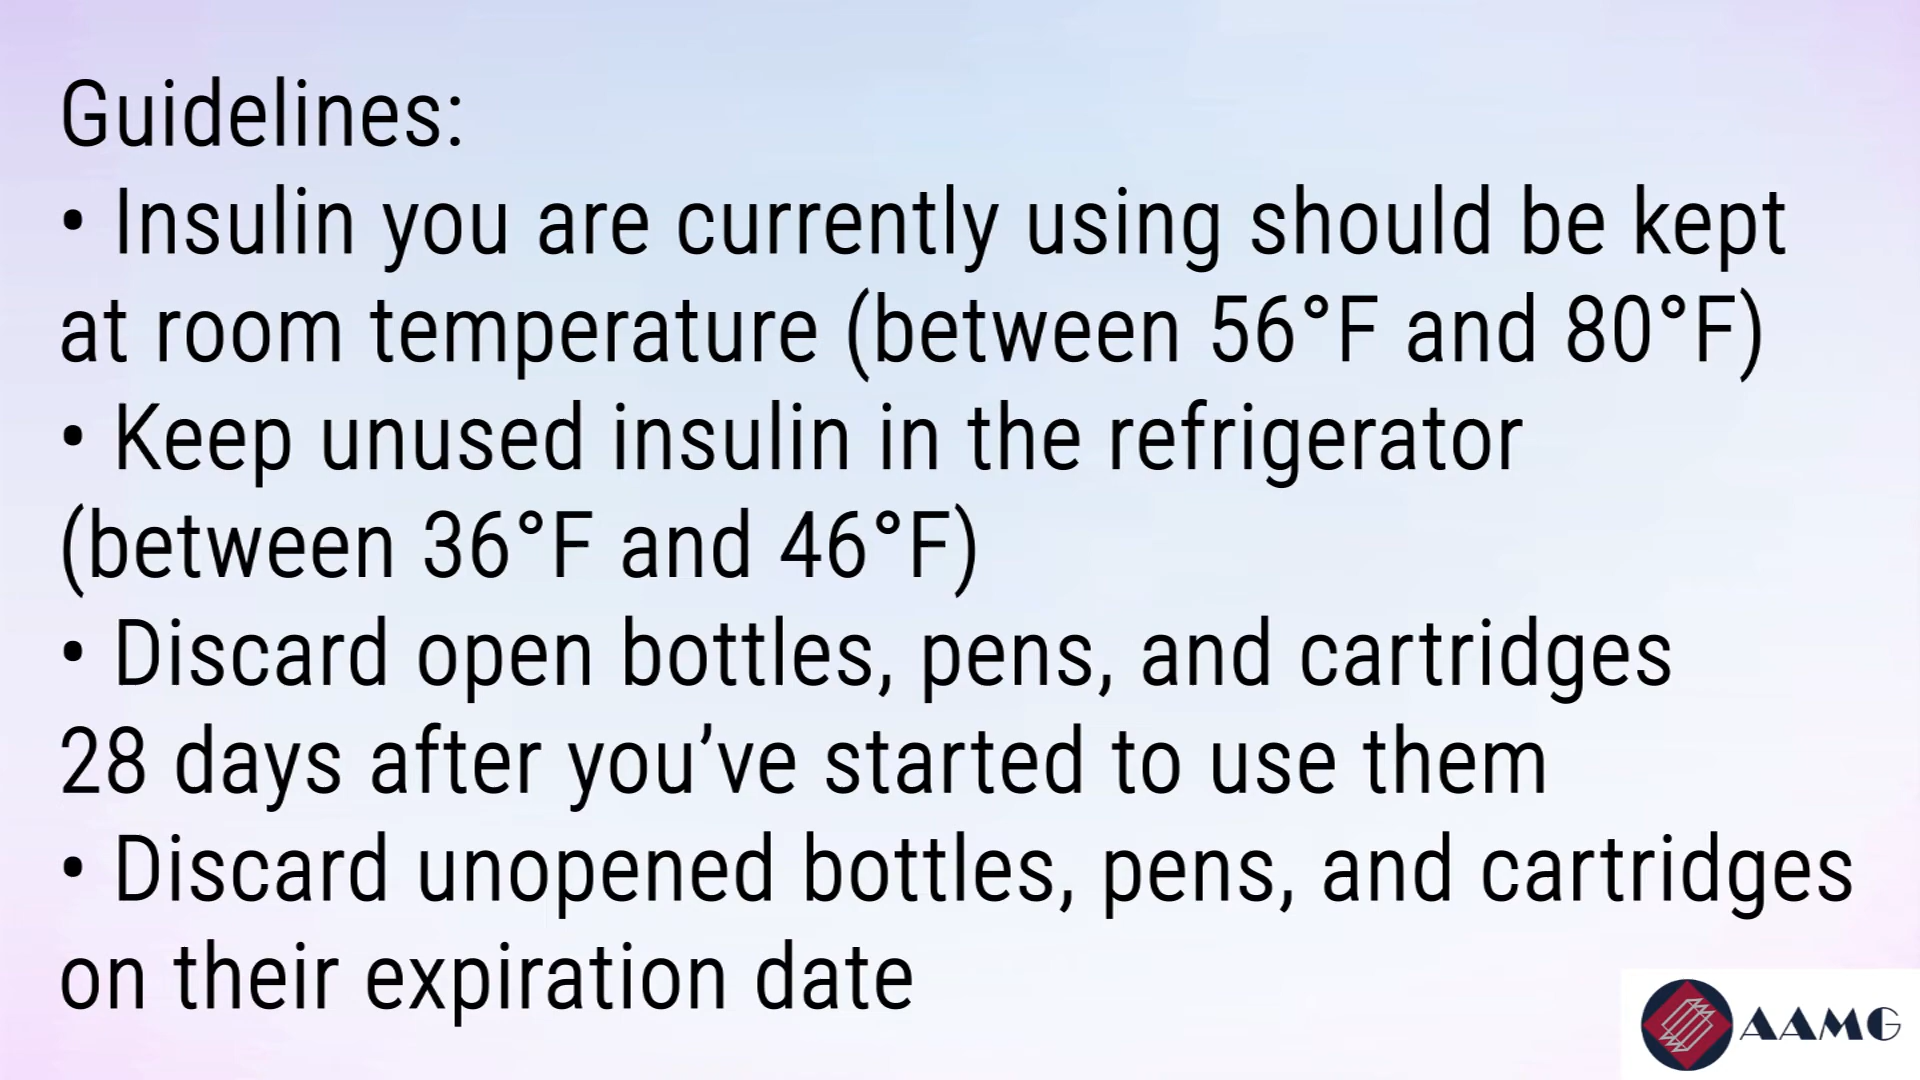 Guidelines:
• Insulin you are currently using should be kept
at room temperature (between 56°F and 80°F)
• Keep unused insulin in the refrigerator
(between 36°F and 46°F)
• Discard open bottles, pens, and cartridges
28 days after you’ve started to use them
• Discard unopened bottles, pens, and cartridges
on their expiration date
AAMG